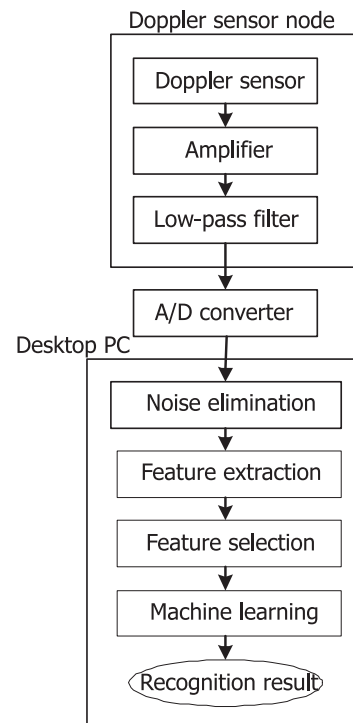 Doppler sensor node
Doppler sensor
Amplifier
Low-pass filter
A/D converter
Desktop PC
Noise elimination
Feature extraction
Feature selection
Machine learning
Recognition result